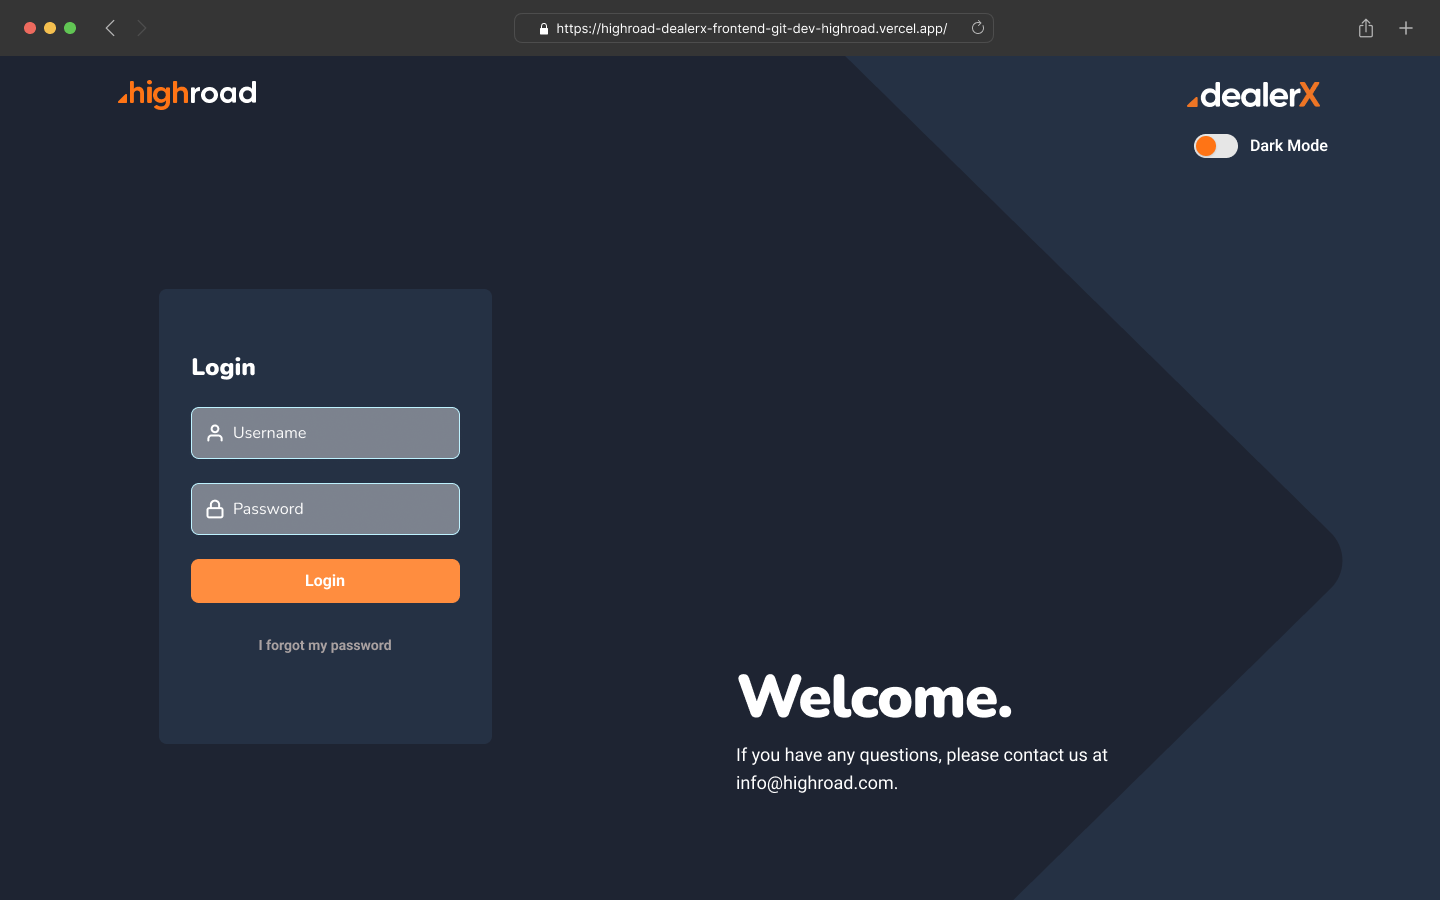 https://highroad-dealerx-frontend-git-dev-highroad.vercel.app/
highroad
dealerX
Dark Mode
Login
Username
Password
Login
I forgot my password
Welcome.
If you have any questions, please contact us at
info@highroad.com.